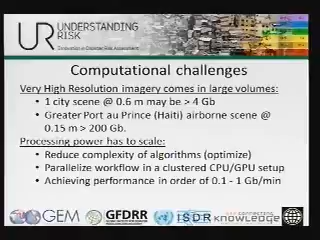 UR UNDERSTANDING
RISK
Innovation in Disaster Risk Assessment
Computational challenges
Very High Resolution imagery comes in large volumes:
• 1 city scene @ 0.6 m may be > 4 Gb
• Greater Port au Prince (Haiti) airborne scene @
0.15 m > 200 Gb.
Processing power has to scale:
• Reduce complexity of algorithms (optimize)
• Parallelize workflow in a clustered CPU/GPU setup
• Achieving performance in order of 0.1 - 1 Gb/min
GEM GFDRR ISDR knowledge